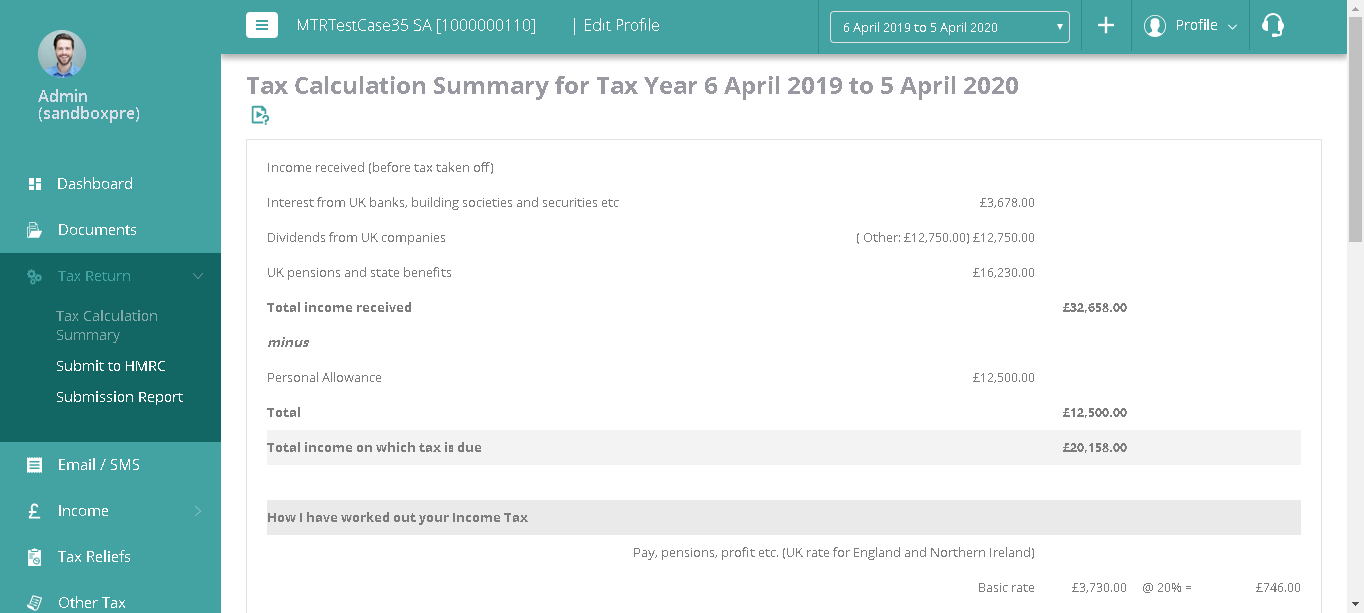 MTRTestCase35 SA [1000000110] | Edit Profile
6 April 2019 to 5 April 2020
Profile
Admin
(sandboxpre)
Dashboard
Documents
Tax Return
Tax Calculation
Summary
Submit to HMRC
Submission Report
Email / SMS
Income
Tax Reliefs
Other Tax
Tax Calculation Summary for Tax Year 6 April 2019 to 5 April 2020
Income received (before tax taken off)
Interest from UK banks, building societies and securities etc £3,678.00
Dividends from UK companies ( Other: £12,750.00) £12,750.00
UK pensions and state benefits £16,230.00
Total income received £32,658.00
minus
Personal Allowance £12,500.00
Total £12,500.00
Total income on which tax is due £20,158.00
How I have worked out your Income Tax
Pay, pensions, profit etc. (UK rate for England and Northern Ireland)
Basic rate £3,730.00 @ 20% = £746.00